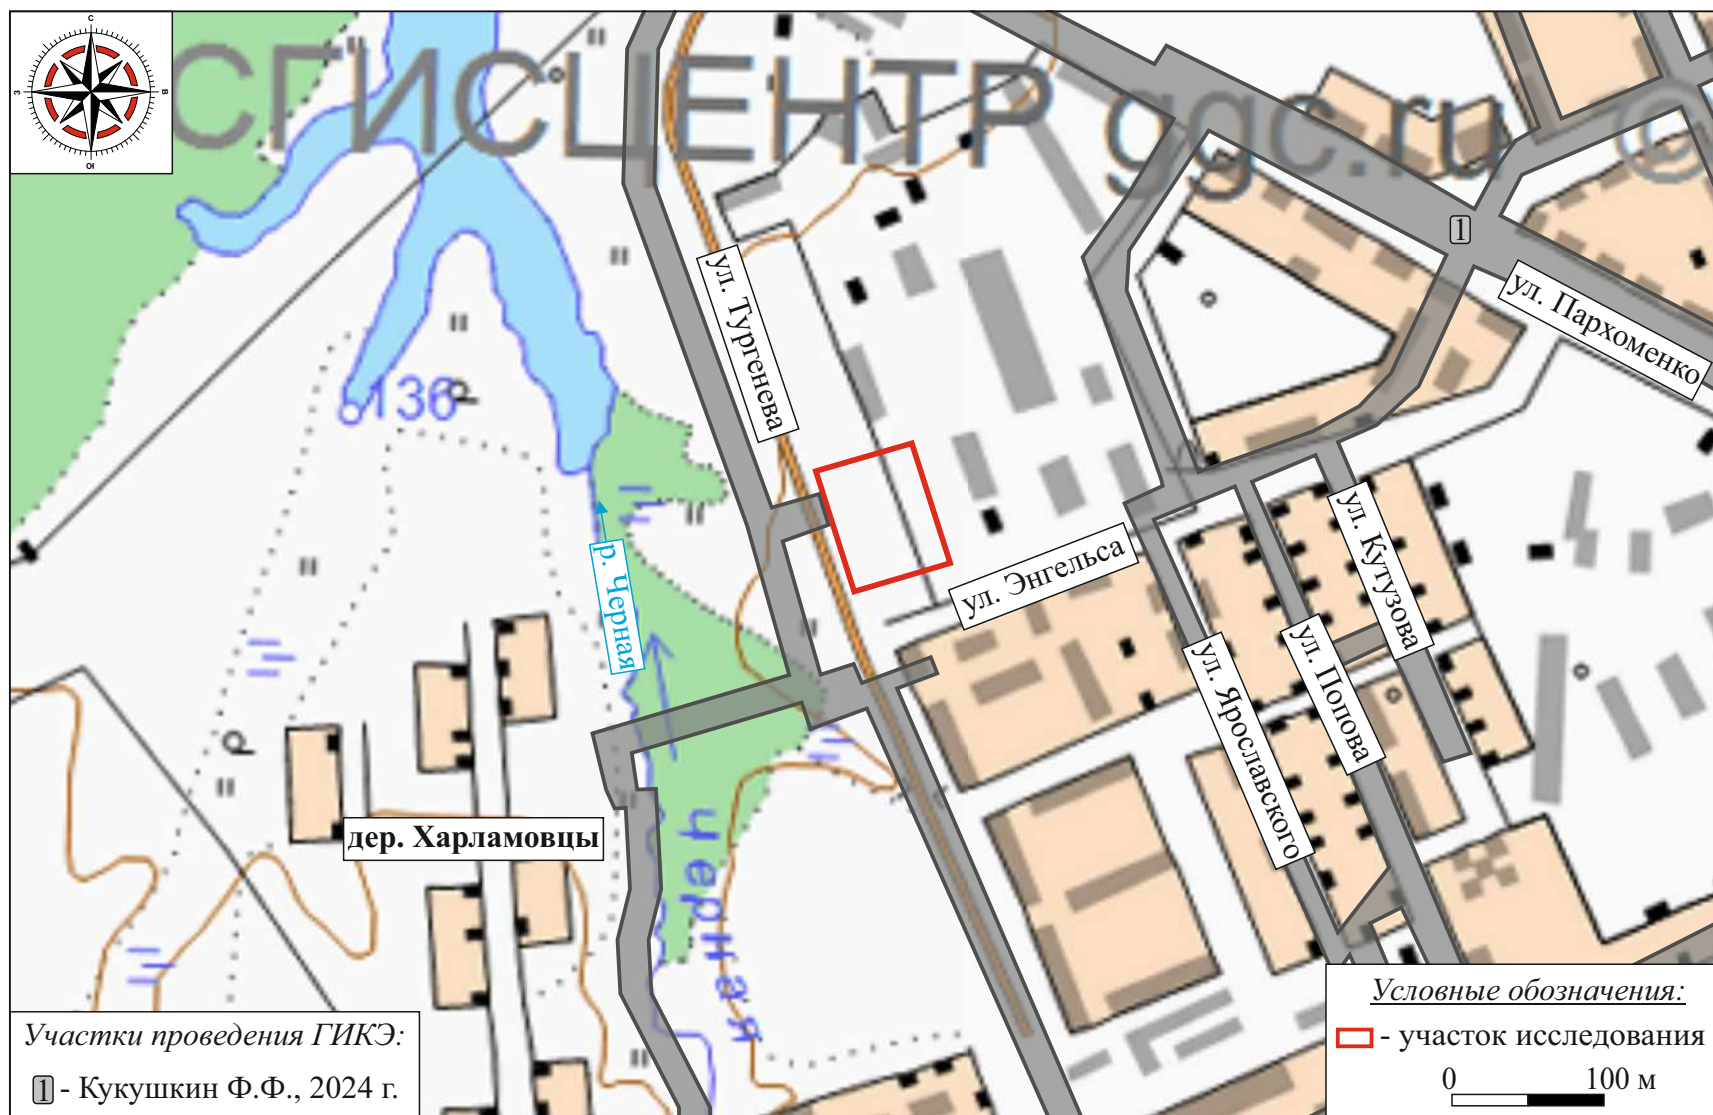 С
З
В
Ю
СГИСЦЕНТР ggc.ru ©
1
ул. Тургенева
ул. Пархоменко
136
р. Черная
ул. Энгельса
ул. Кутузова
ул. Попова
ул. Ярославского
дер. Харламовцы
Черная
Участки проведения ГИКЭ:
1 - Кукушкин Ф.Ф., 2024 г.
Условные обозначения:
- участок исследования
0 100 м